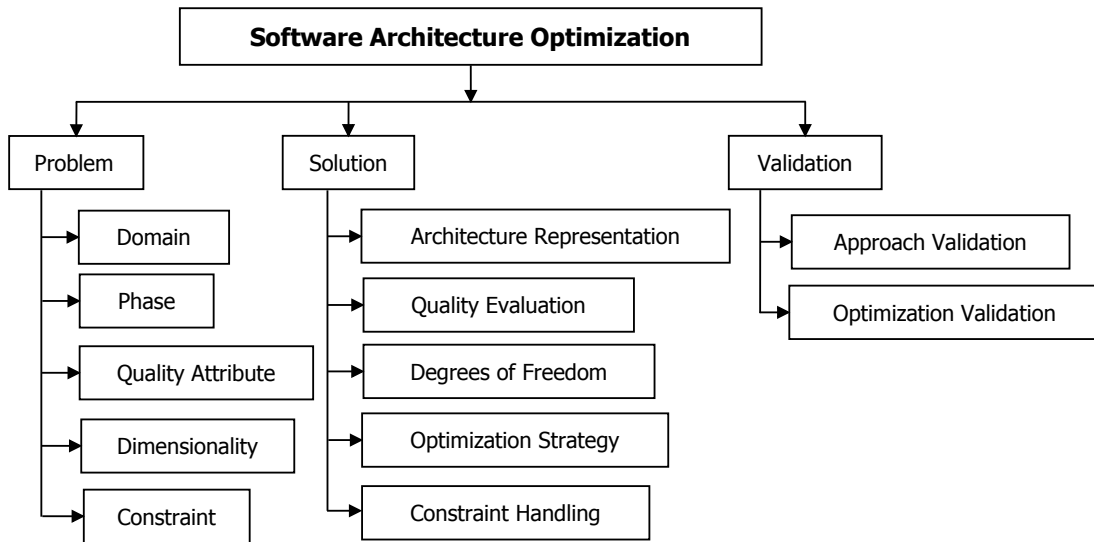 Software Architecture Optimization
Problem
Solution
Validation
Domain
Phase
Quality Attribute
Dimensionality
Constraint
Architecture Representation
Quality Evaluation
Degrees of Freedom
Optimization Strategy
Constraint Handling
Approach Validation
Optimization Validation